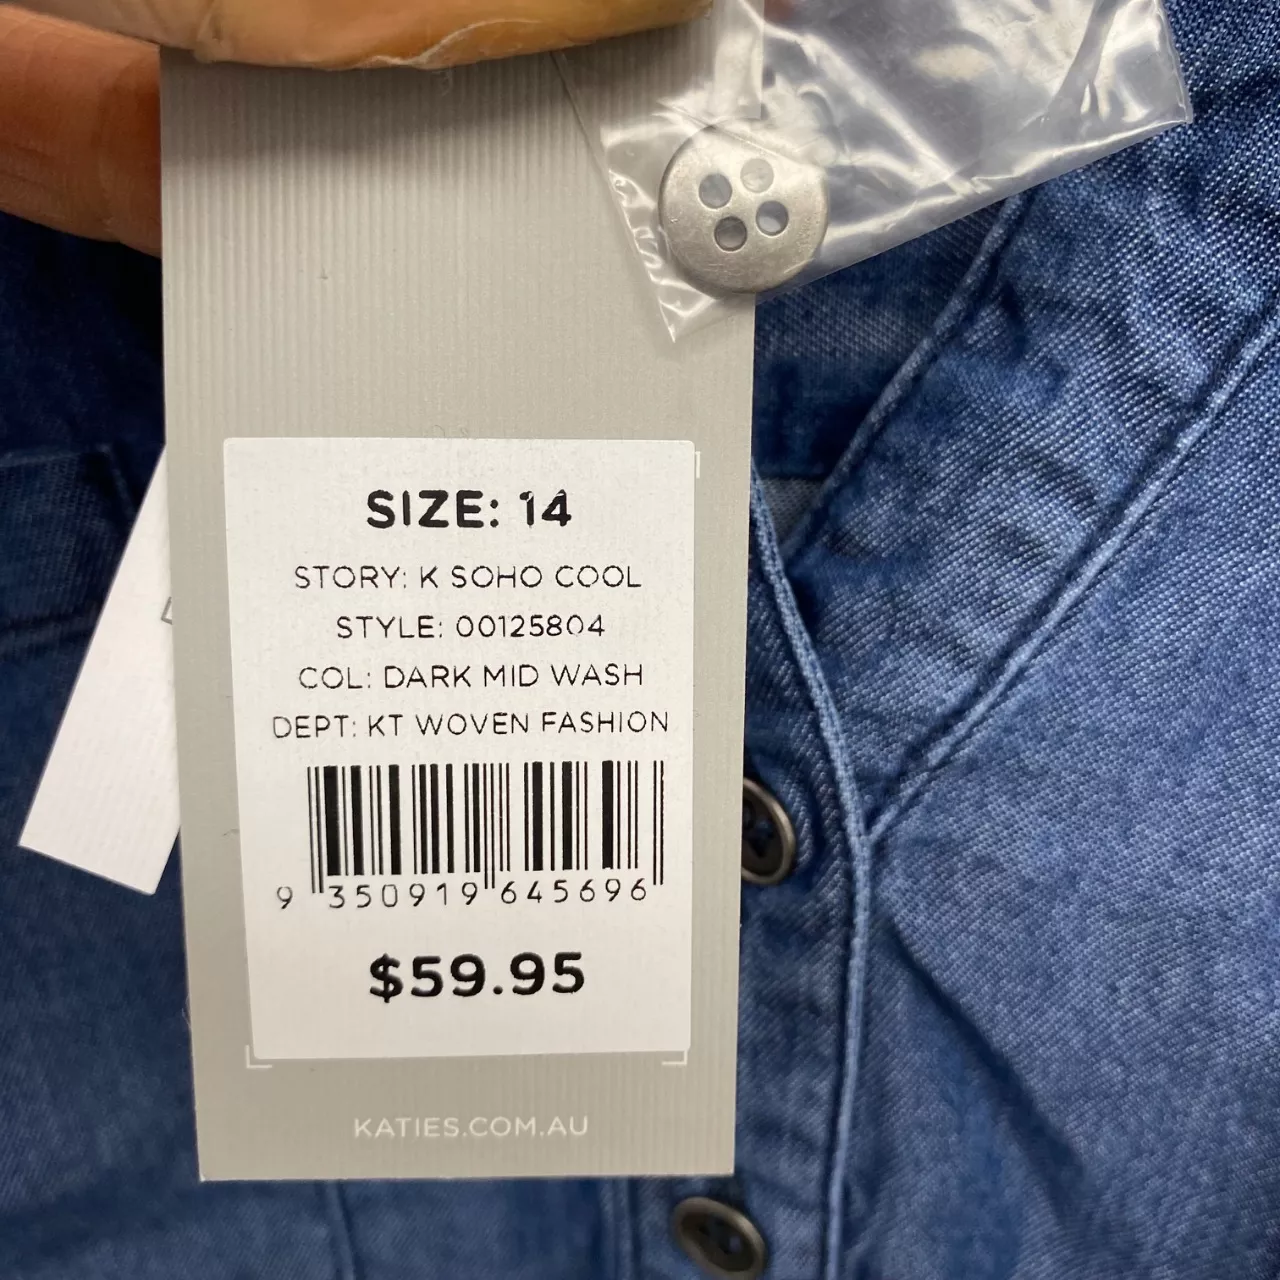 SIZE: 14
STORY: K SOHO COOL
STYLE: 00125804
COL: DARK MID WASH
DEPT: KT WOVEN FASHION
9 350919 645696
$59.95
KATIES.COM.AU